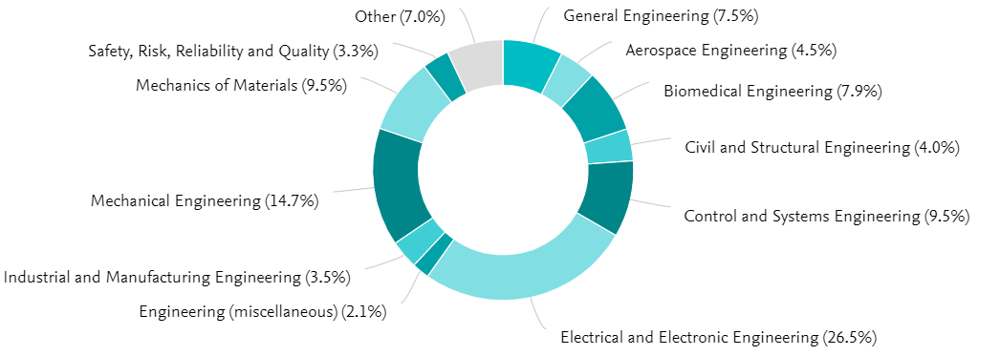 Other (7.0%)
General Engineering (7.5%)
Safety, Risk, Reliability and Quality (3.3%)
Aerospace Engineering (4.5%)
Mechanics of Materials (9.5%)
Biomedical Engineering (7.9%)
Civil and Structural Engineering (4.0%)
Mechanical Engineering (14.7%)
Control and Systems Engineering (9.5%)
Industrial and Manufacturing Engineering (3.5%)
Engineering (miscellaneous) (2.1%)
Electrical and Electronic Engineering (26.5%)